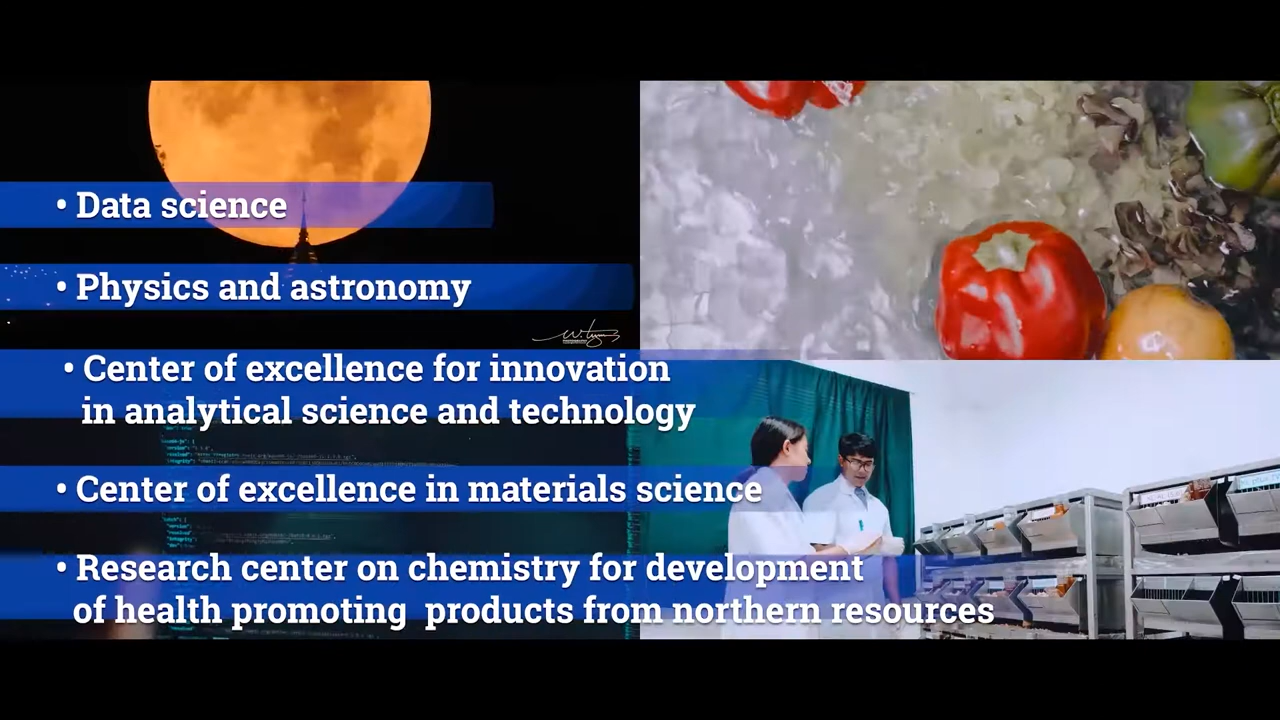 • Data science
• Physics and astronomy
• Center of excellence for innovation
in analytical science and technology
• Center of excellence in materials science
• Research center on chemistry for development
of health promoting products from northern resources